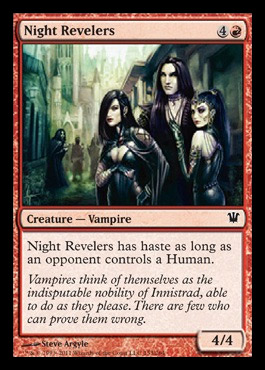 Night Revelers 4
Creature — Vampire
Night Revelers has haste as long as
an opponent controls a Human.
Vampires think of themselves as the
indisputable nobility of Innistrad, able
to do as they please. There are few who
can prove them wrong.
4/4
Steve Argyle